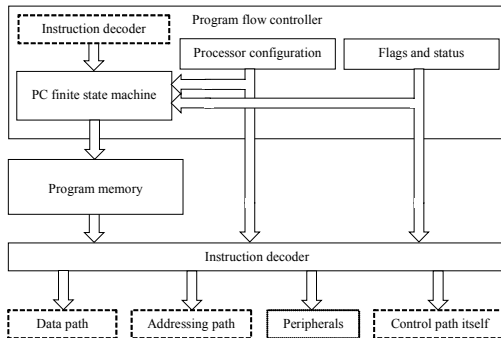 Program flow controller
Instruction decoder
Processor configuration
Flags and status
PC finite state machine
Program memory
Instruction decoder
Data path
Addressing path
Peripherals
Control path itself